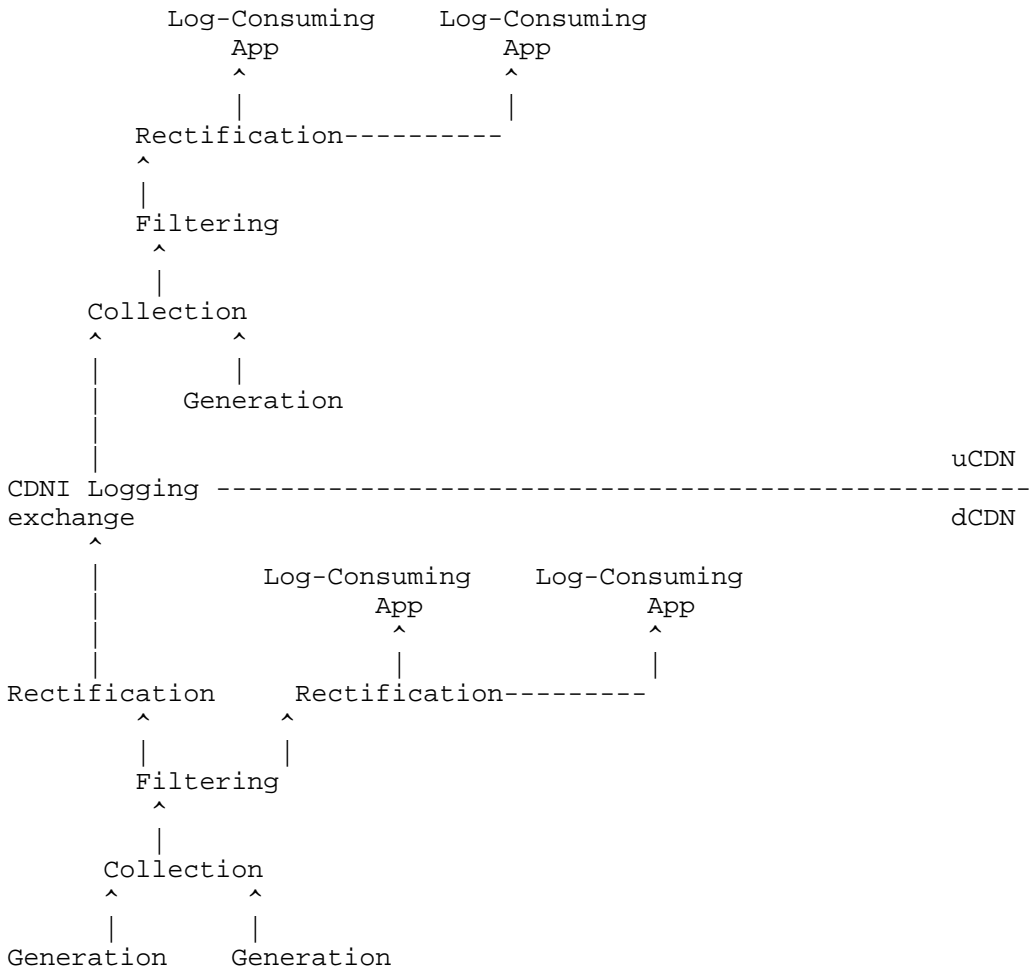 Log-Consuming    Log-Consuming
App    App
Rectification----------
Filtering
Collection
Generation
uCDN
CDNI Logging ---------------------------------------------------
exchange    dCDN
Log-Consuming    Log-Consuming
App    App
Rectification    Rectification---------
Filtering
Collection
Generation    Generation